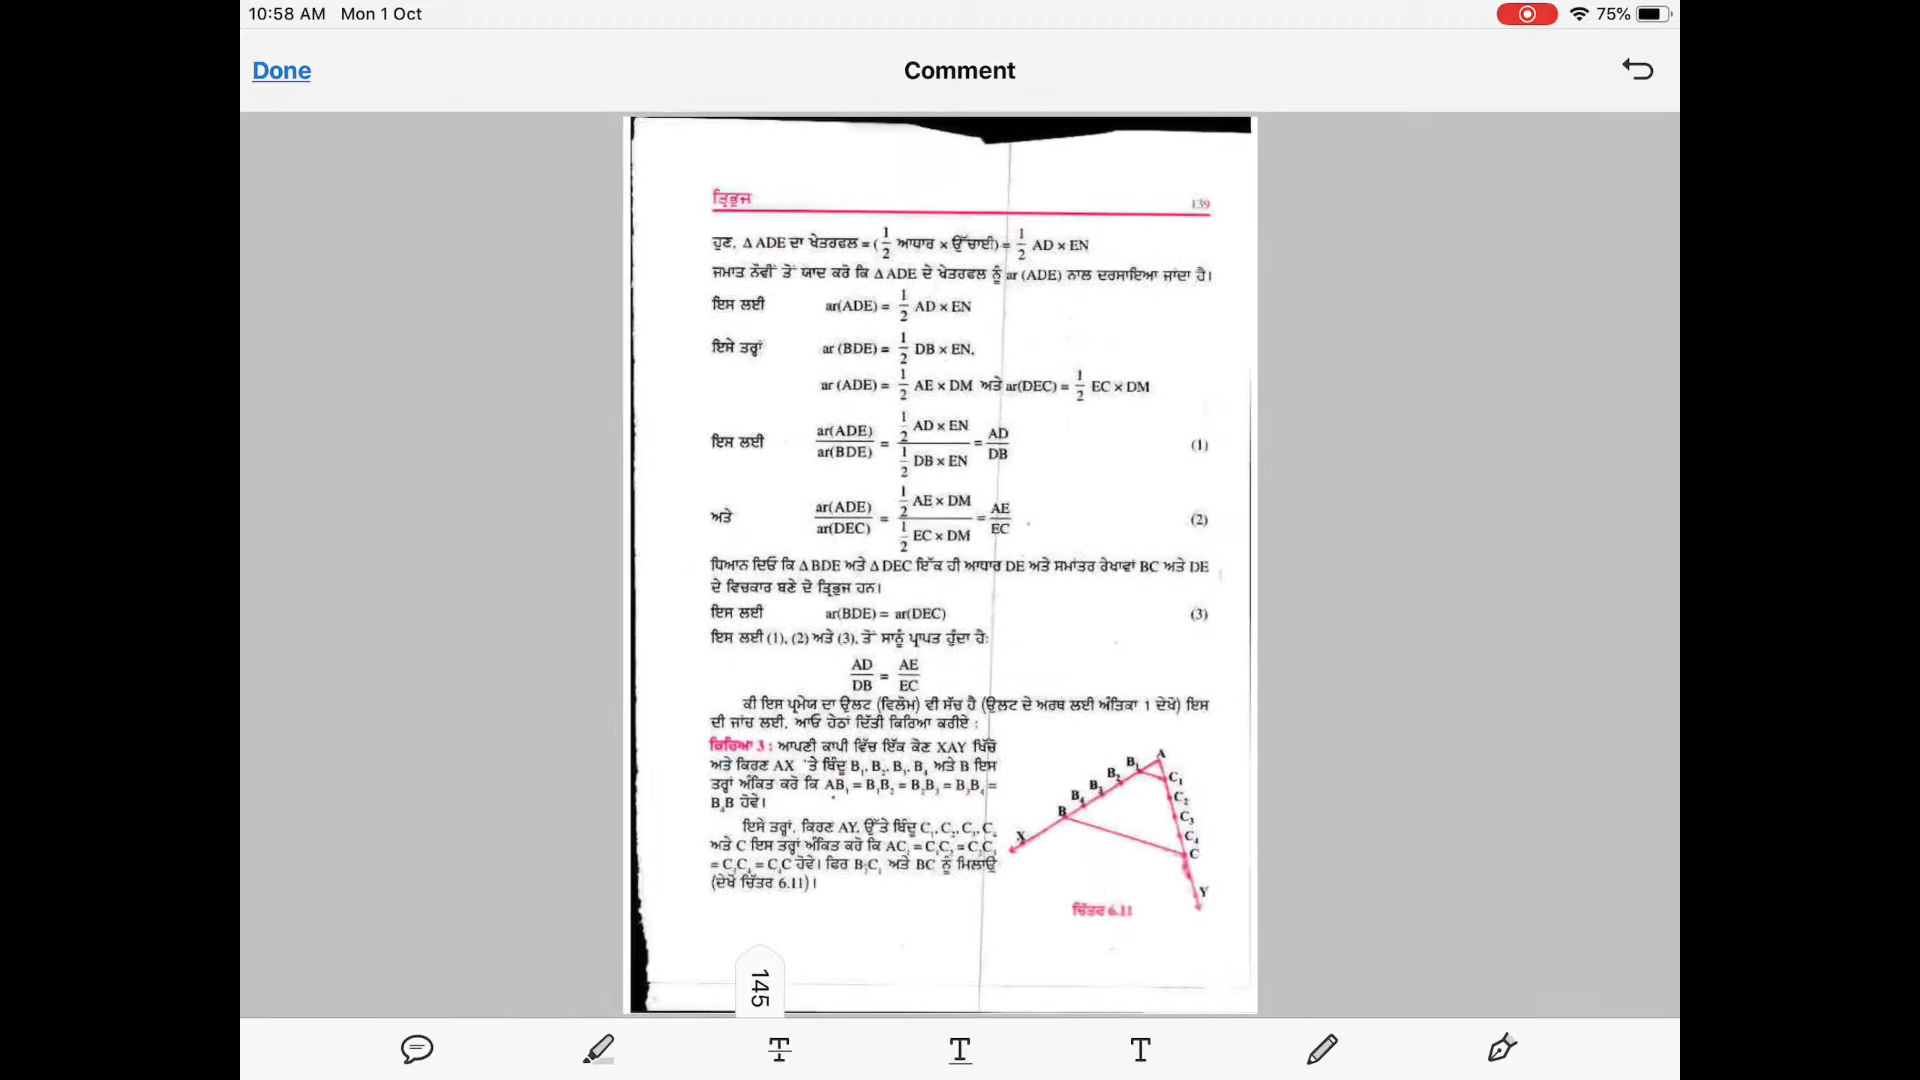 10:58 AM Mon 1 Oct 75%
Done Comment
ਤ੍ਰਿਭੁਜ 139
ਹੁਣ, Δ ADE ਦਾ ਖੇਤਰਫਲ = ( 1/2 ਆਧਾਰ × ਉੱਚਾਈ) = 1/2 AD × EN
ਜਮਾਤ ਨੌਵੀਂ ਤੋਂ ਯਾਦ ਕਰੋ ਕਿ Δ ADE ਦੇ ਖੇਤਰਫਲ ਨੂੰ ar (ADE) ਨਾਲ ਦਰਸਾਇਆ ਜਾਂਦਾ ਹੈ।
ਇਸ ਲਈ ar(ADE) = 1/2 AD × EN
ਇਸੇ ਤਰ੍ਹਾਂ ar (BDE) = 1/2 DB × EN,
ar (ADE) = 1/2 AE × DM ਅਤੇ ar(DEC) = 1/2 EC × DM
ਇਸ ਲਈ ar(ADE)/ar(BDE) = (1/2 AD × EN)/(1/2 DB × EN) = AD/DB (1)
ਅਤੇ ar(ADE)/ar(DEC) = (1/2 AE × DM)/(1/2 EC × DM) = AE/EC (2)
ਧਿਆਨ ਦਿਓ ਕਿ Δ BDE ਅਤੇ Δ DEC ਇੱਕ ਹੀ ਆਧਾਰ DE ਅਤੇ ਸਮਾਂਤਰ ਰੇਖਾਵਾਂ BC ਅਤੇ DE
ਦੇ ਵਿਚਕਾਰ ਬਣੇ ਦੋ ਤ੍ਰਿਭੁਜ ਹਨ।
ਇਸ ਲਈ ar(BDE) = ar(DEC) (3)
ਇਸ ਲਈ (1), (2) ਅਤੇ (3), ਤੋਂ ਸਾਨੂੰ ਪ੍ਰਾਪਤ ਹੁੰਦਾ ਹੈ:
AD/DB = AE/EC
ਕੀ ਇਸ ਪ੍ਰਮੇਯ ਦਾ ਉਲਟ (ਵਿਲੋਮ) ਵੀ ਸੱਚ ਹੈ (ਉਲਟ ਦੇ ਅਰਥ ਲਈ ਅੰਤਿਕਾ 1 ਦੇਖੋ) ਇਸ
ਦੀ ਜਾਂਚ ਲਈ, ਆਓ ਹੇਠਾਂ ਦਿੱਤੀ ਕਿਰਿਆ ਕਰੀਏ :
ਕਿਰਿਆ 3 : ਆਪਣੀ ਕਾਪੀ ਵਿੱਚ ਇੱਕ ਕੋਣ XAY ਖਿੱਚੋ
ਅਤੇ ਕਿਰਣ AX 'ਤੇ ਬਿੰਦੂ B₁, B₂, B₃, B₄ ਅਤੇ B ਇਸ
ਤਰ੍ਹਾਂ ਅੰਕਿਤ ਕਰੋ ਕਿ AB₁ = B₁B₂ = B₂B₃ = B₃B₄ =
B₄B ਹੋਵੇ।
ਇਸੇ ਤਰ੍ਹਾਂ, ਕਿਰਣ AY, ਉੱਤੇ ਬਿੰਦੂ C₁, C₂, C₃, C₄
ਅਤੇ C ਇਸ ਤਰ੍ਹਾਂ ਅੰਕਿਤ ਕਰੋ ਕਿ AC₁ = C₁C₂ = C₂C₃
= C₃C₄ = C₄C ਹੋਵੇ। ਫਿਰ ਅਤੇ BC ਨੂੰ ਮਿਲਾਉ
(ਦੇਖੋ ਚਿੱਤਰ 6.11)।
A
B₁
B₂
B₃
B₄
B
X
C₁
C₂
C₃
C₄
C
Y
ਚਿੱਤਰ 6.11
145